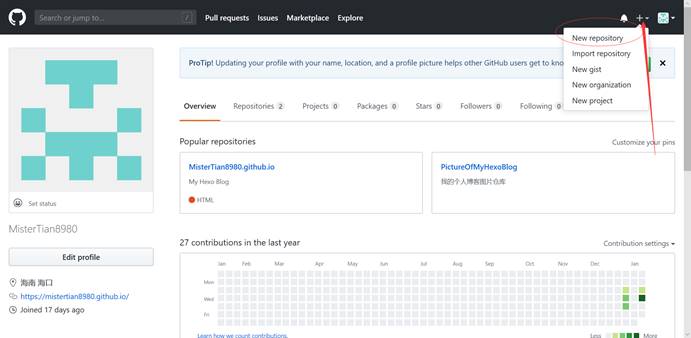 Search or jump to...
/
Pull requests Issues Marketplace Explore
New repository
Import repository
New gist
New organization
New project
ProTip! Updating your profile with your name, location, and a profile picture helps other GitHub users get to
Overview Repositories 2 Projects 0 Packages 0 Stars 0 Followers 0 Following 0
Popular repositories
Customize your pins
MisterTian8980.github.io
My Hexo Blog
HTML
PictureOfMyHexoBlog
我的个人博客图片仓库
Set status
MisterTian8980
Edit profile
海南 海口
https://mistertian8980.github.io/
Joined 17 days ago
27 contributions in the last year
Contribution settings
Jan Feb Mar Apr May Jun Jul Aug Sep Oct Nov Dec Jan
Mon
Wed
Fri
Learn how we count contributions.
Less More